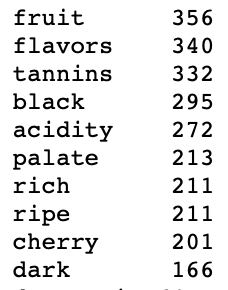 fruit 356
flavors 340
tannins 332
black 295
acidity 272
palate 213
rich 211
ripe 211
cherry 201
dark 166